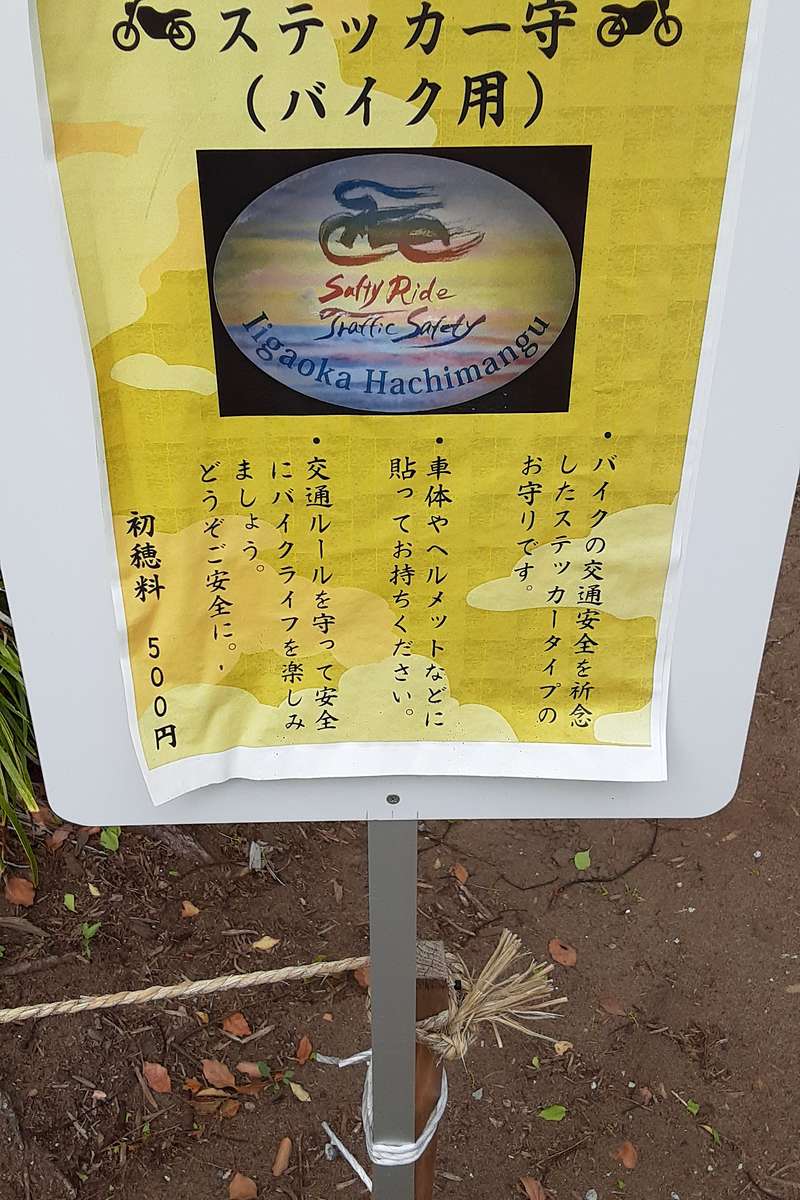 ステッカー守
（バイク用）
Safty Ride
Traffic Safety
Iigaoka Hachimangu
・バイクの交通安全を祈念
したステッカータイプの
お守りです。
・車体やヘルメットなどに
貼ってお持ちください。
・交通ルールを守って安全
にバイクライフを楽しみ
ましょう。
どうぞご安全に。
初穂料　500円